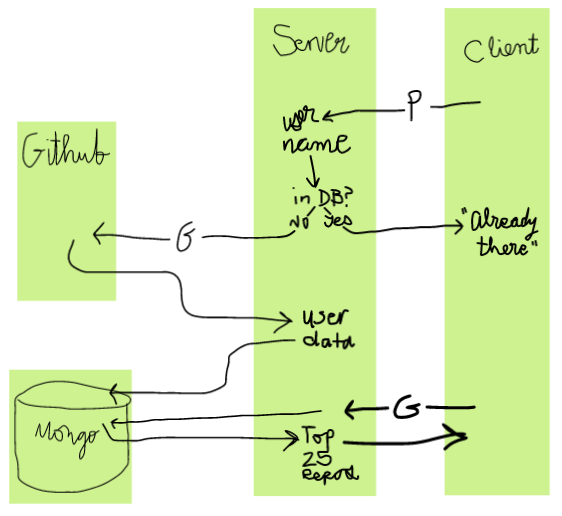 Server
Client
P
user
name
Github
in DB?
No yes
G
"Already
there"
user
data
G
Mongo
Top
25
Repos